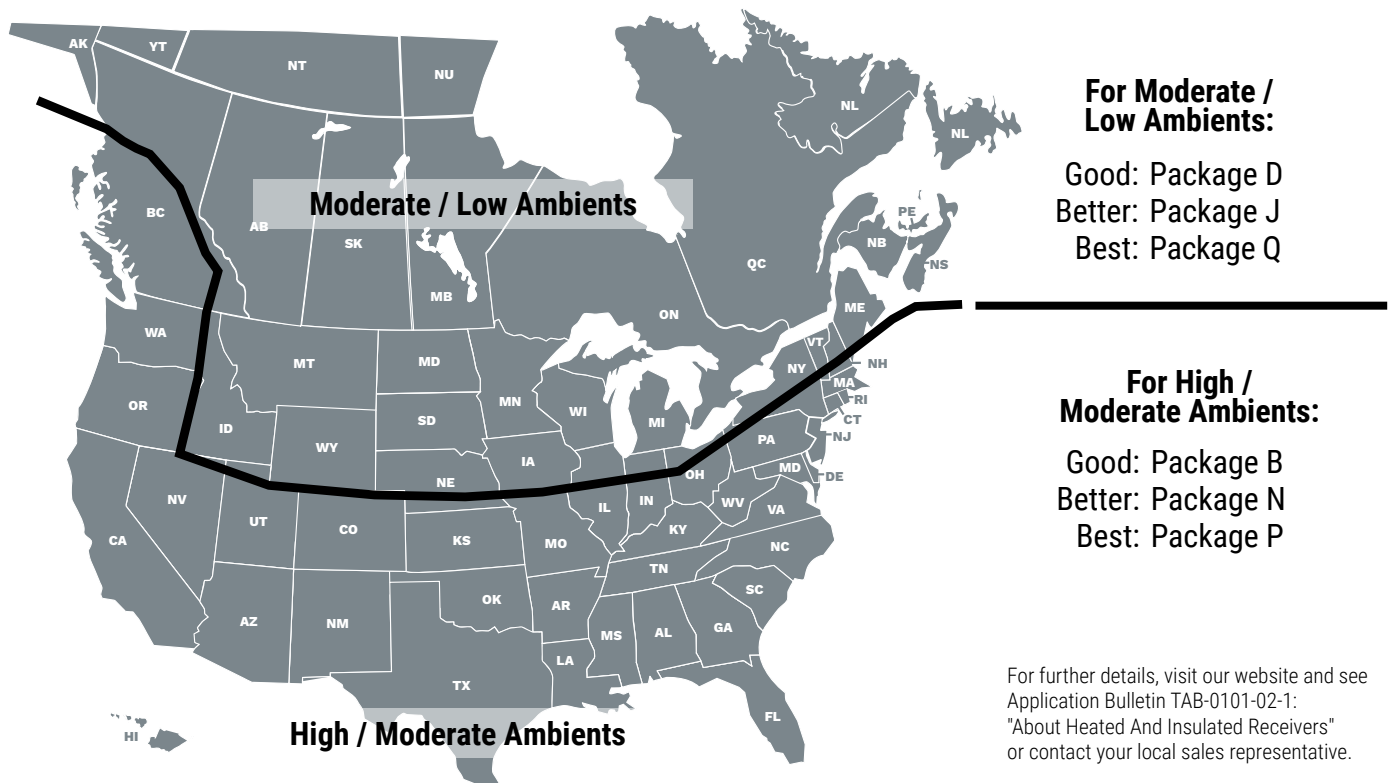 AK
YT
NT
NU
NL
NL
For Moderate /
Low Ambients:
Good: Package D
Better: Package J
Best: Package Q
Moderate / Low Ambients
BC
AB
SK
MB
ON
QC
PE
NB
NS
ME
WA
MT
MD
VT
NH
NY
MA
RI
CT
OR
ID
WY
SD
MN
WI
MI
PA
NJ
IA
NE
OH
MD
DE
For High /
Moderate Ambients:
Good: Package B
Better: Package N
Best: Package P
NV
UT
CO
KS
MO
IL
IN
WV
VA
KY
CA
NC
TN
SC
AZ
NM
OK
AR
MS
AL
GA
LA
TX
FL
HI
High / Moderate Ambients
For further details, visit our website and see
Application Bulletin TAB-0101-02-1:
"About Heated And Insulated Receivers"
or contact your local sales representative.